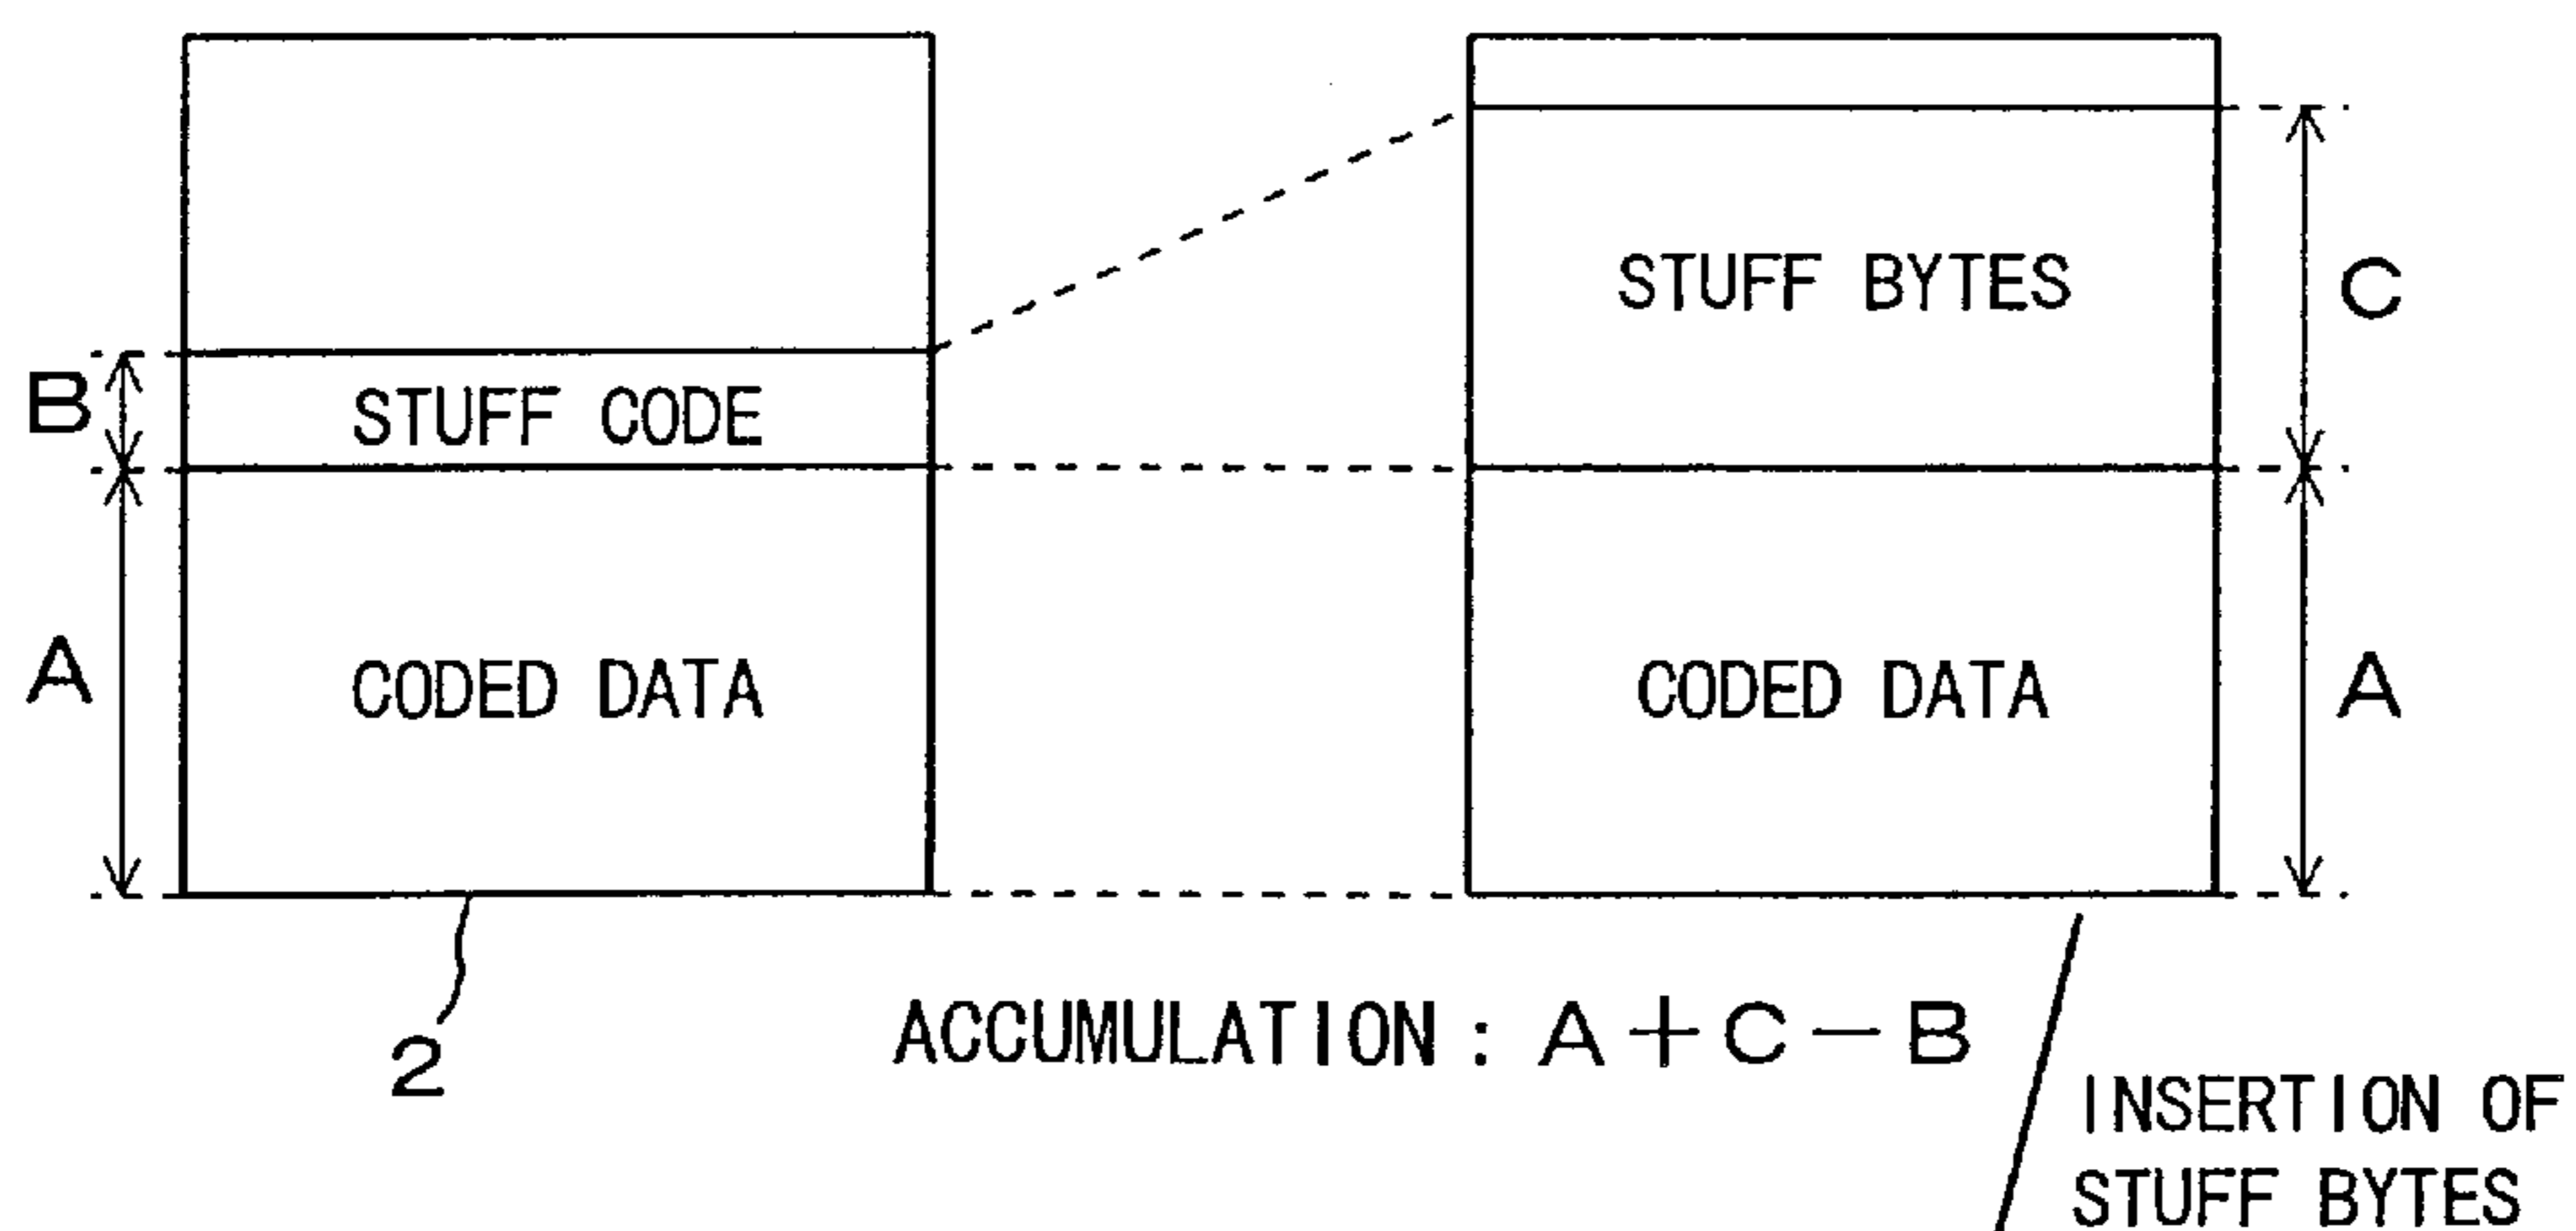 STUFF BYTES
C
B
STUFF CODE
A
CODED DATA
CODED DATA
A
2
ACCUMULATION : A + C - B
INSERTION OF
STUFF BYTES